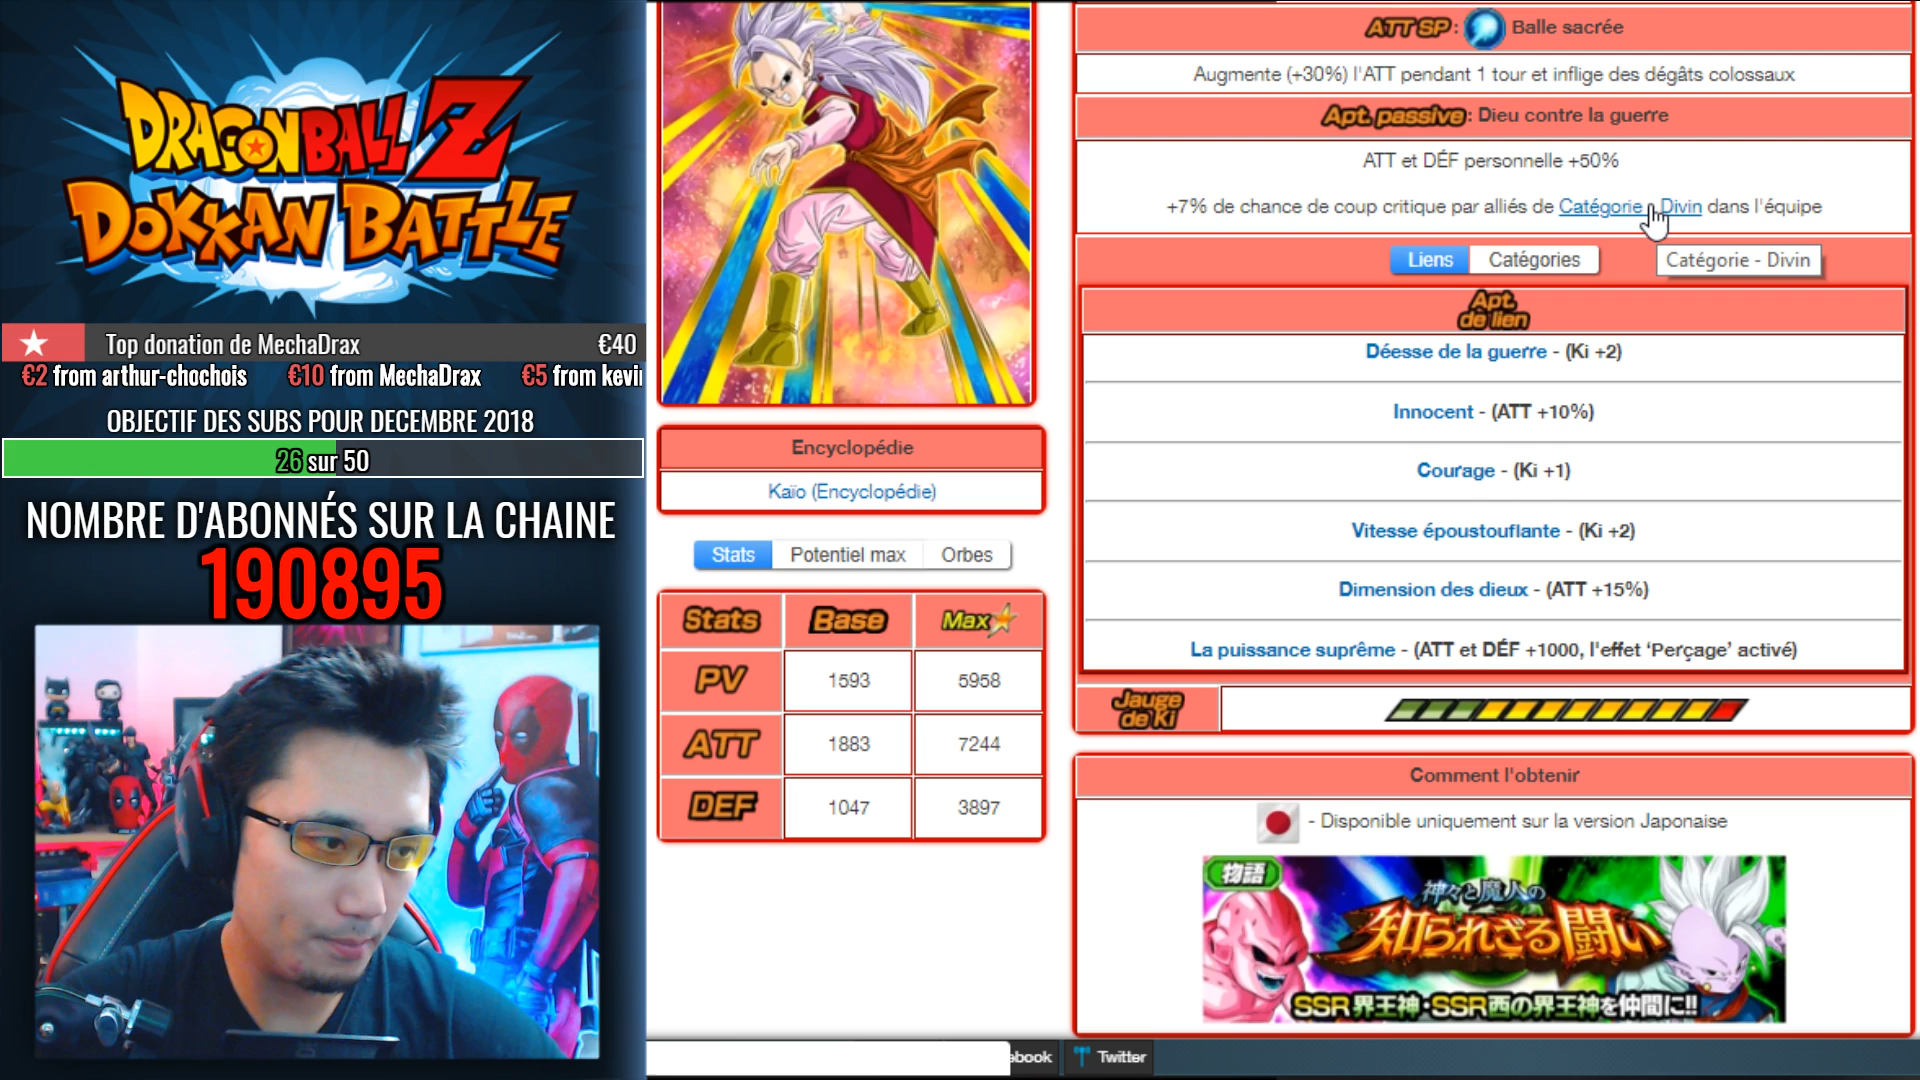 DRAGON BALL Z
DOKKAN BATTLE
Top donation de MechaDrax €40
€2 from arthur-chochois €10 from MechaDrax €5 from kevi
OBJECTIF DES SUBS POUR DECEMBRE 2018
26 sur 50
NOMBRE D'ABONNÉS SUR LA CHAINE
190895
Encyclopédie
Kaïo (Encyclopédie)
Stats Potentiel max Orbes
Stats Base Max
PV 1593 5958
ATT 1883 7244
DEF 1047 3897
ATT SP : Balle sacrée
Augmente (+30%) l'ATT pendant 1 tour et inflige des dégâts colossaux
Apt. passive : Dieu contre la guerre
ATT et DÉF personnelle +50%
+7% de chance de coup critique par alliés de Catégorie - Divin dans l'équipe
Liens Catégories
Catégorie - Divin
Apt.
de lien
Déesse de la guerre - (Ki +2)
Innocent - (ATT +10%)
Courage - (Ki +1)
Vitesse époustouflante - (Ki +2)
Dimension des dieux - (ATT +15%)
La puissance suprême - (ATT et DÉF +1000, l'effet ‘Perçage’ activé)
Jauge
de Ki
Comment l'obtenir
- Disponible uniquement sur la version Japonaise
物語
神々と魔人の
知られざる闘い
SSR界王神・SSR西の界王神を仲間に!!
ebook Twitter